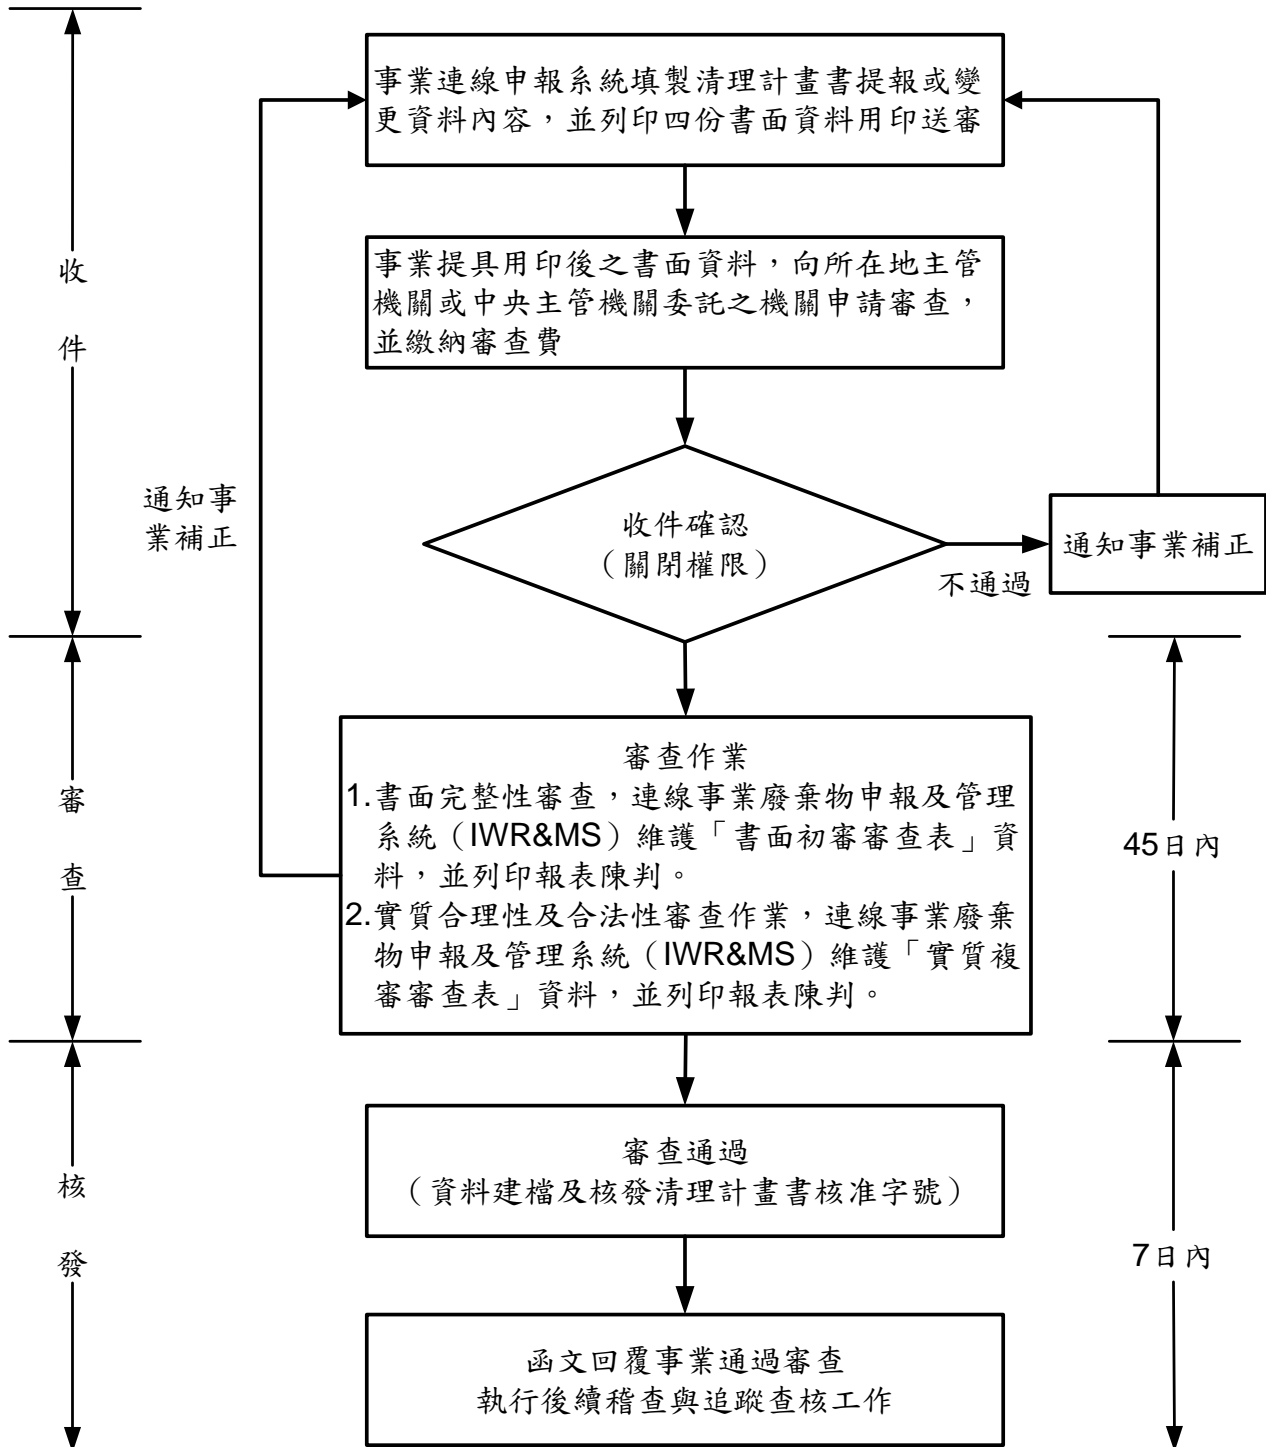 事業連線申報系統填製清理計畫書提報或變
更資料內容，並列印四份書面資料用印送審
事業提具用印後之書面資料，向所在地主管
機關或中央主管機關委託之機關申請審查，
並繳納審查費
收
件
通知事
業補正
收件確認
（關閉權限）
不通過
通知事業補正
審
查
審查作業
1.書面完整性審查，連線事業廢棄物申報及管理
系統（IWR&MS）維護「書面初審審查表」資
料，並列印報表陳判。
2.實質合理性及合法性審查作業，連線事業廢棄
物申報及管理系統（IWR&MS）維護「實質複
審審查表」資料，並列印報表陳判。
45日內
核
發
審查通過
（資料建檔及核發清理計畫書核准字號）
7日內
函文回覆事業通過審查
執行後續稽查與追蹤查核工作